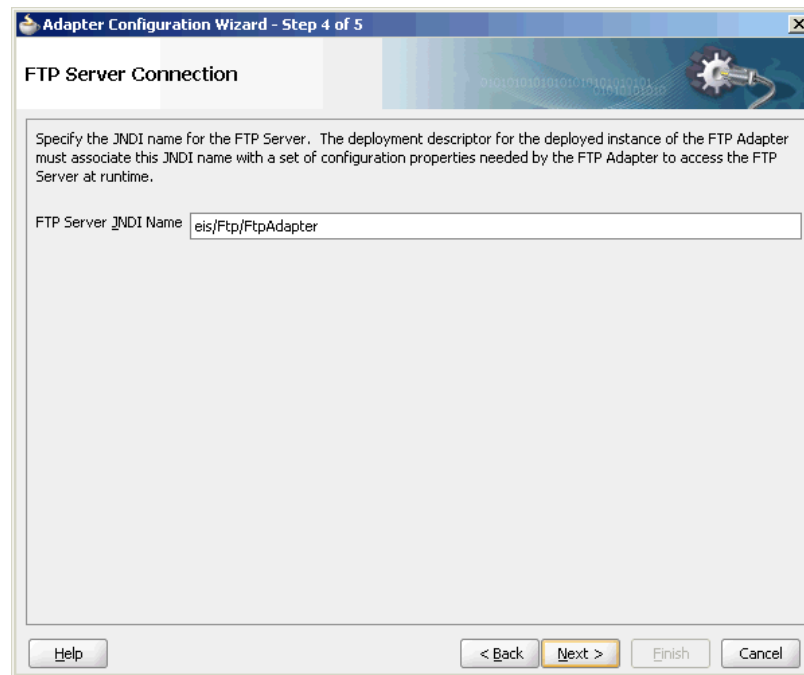 Adapter Configuration Wizard - Step 4 of 5
FTP Server Connection
Specify the JNDI name for the FTP Server. The deployment descriptor for the deployed instance of the FTP Adapter
must associate this JNDI name with a set of configuration properties needed by the FTP Adapter to access the FTP
Server at runtime.
FTP Server JNDI Name eis/Ftp/FtpAdapter
Help < Back Next > Finish Cancel